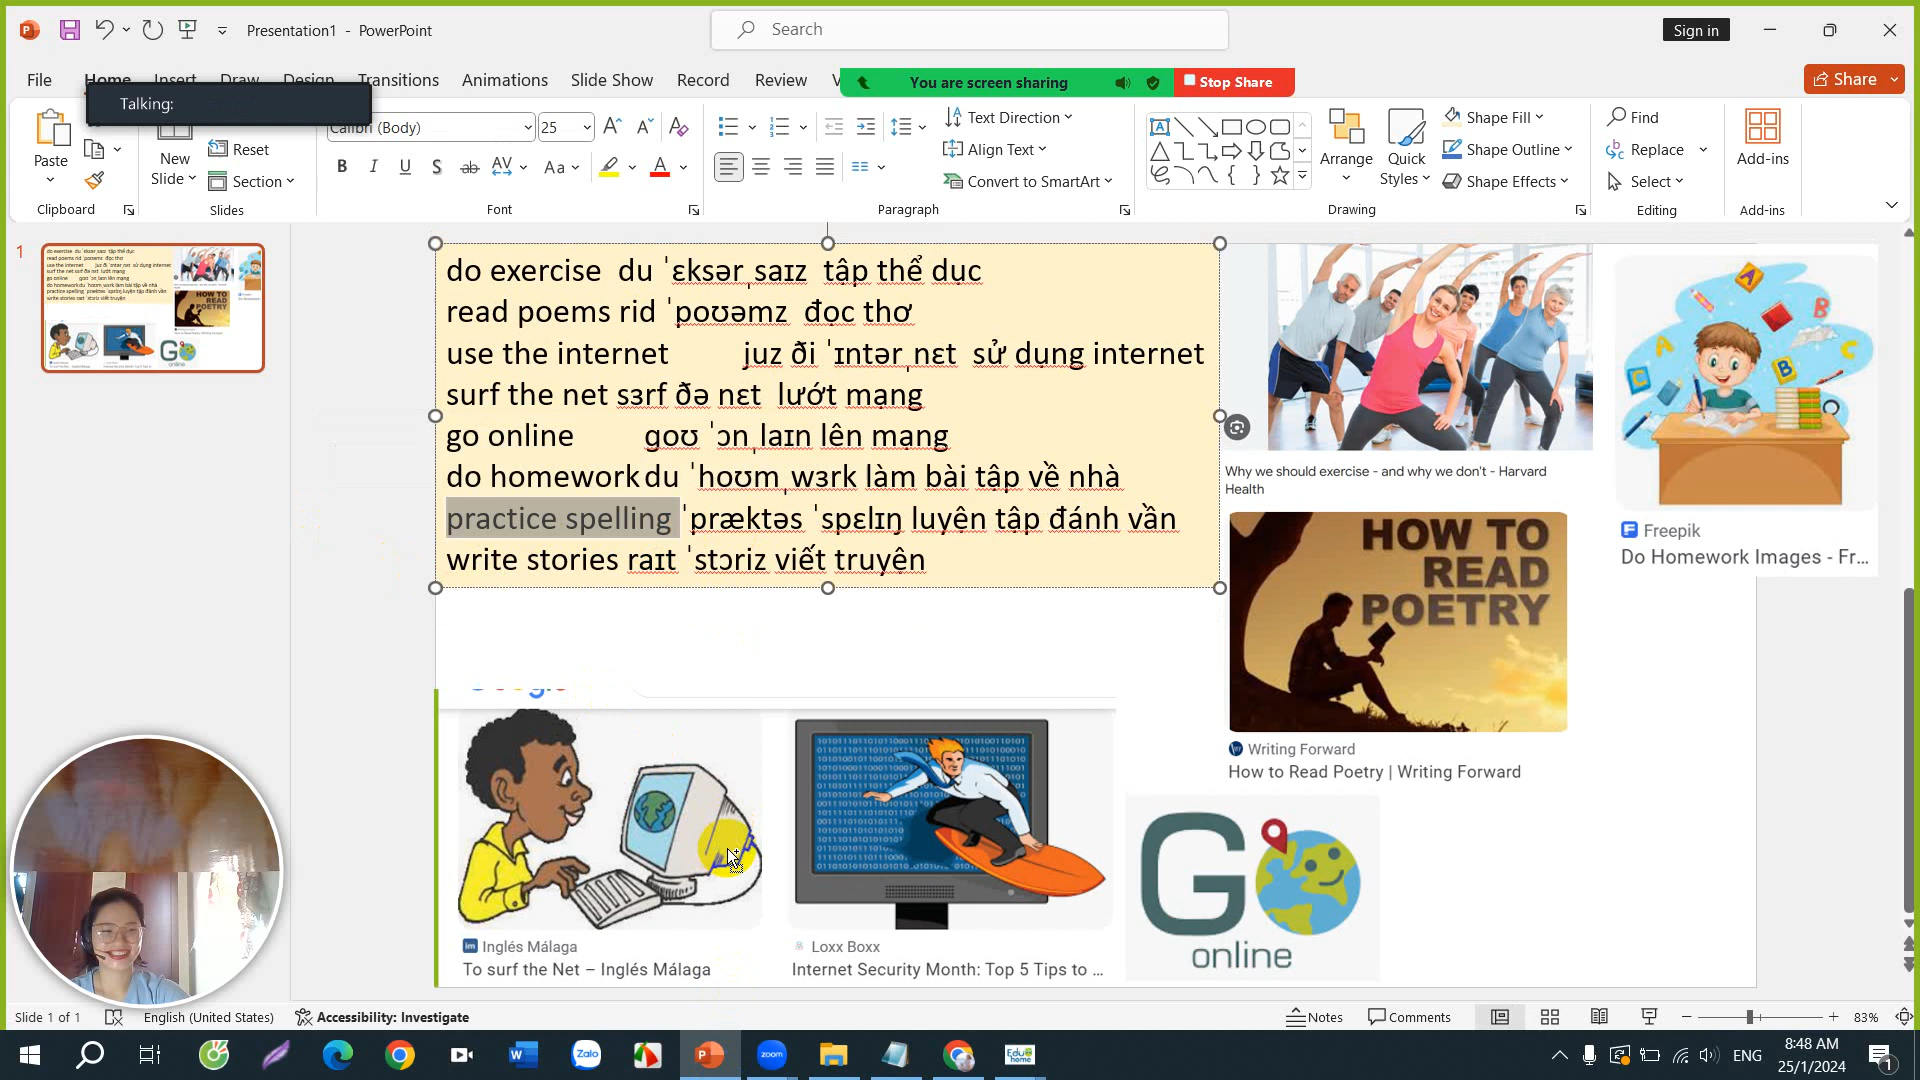 Presentation1 - PowerPoint
Search
Sign in
File Home Insert Draw Design Transitions Animations Slide Show Record Review
You are screen sharing
Stop Share
Share
Talking:
Paste
New
Slide
Reset
Section
Calibri (Body)
25
Text Direction
Align Text
Convert to SmartArt
Arrange
Quick
Styles
Shape Fill
Shape Outline
Shape Effects
Find
Replace
Select
Add-ins
Clipboard
Slides
Font
Paragraph
Drawing
Editing
Add-ins
1
do exercise du ˈɛksərˌsaɪz tập thể dục
read poems rid ˈpoʊəmz đọc thơ
use the internet juz ði ˈɪntərˌnɛt sử dụng internet
surf the net sɜrf ðə nɛt lướt mạng
go online goʊ ˈɔnˌlaɪn lên mạng
do homework du ˈhoʊmˌwɜrk làm bài tập về nhà
practice spelling ˈpræktəs ˈspɛlɪŋ luyện tập đánh vần
write stories raɪt ˈstɔriz viết truyện
Why we should exercise - and why we don't - Harvard
Health
Freepik
Do Homework Images - Fr...
HOW TO
READ
POETRY
Writing Forward
How to Read Poetry | Writing Forward
Inglés Málaga
To surf the Net – Inglés Málaga
Loxx Boxx
Internet Security Month: Top 5 Tips to ...
G
online
Slide 1 of 1
English (United States)
Accessibility: Investigate
Notes
Comments
83%
Zalo
zoom
Edu
home
ENG
8:48 AM
25/1/2024
1